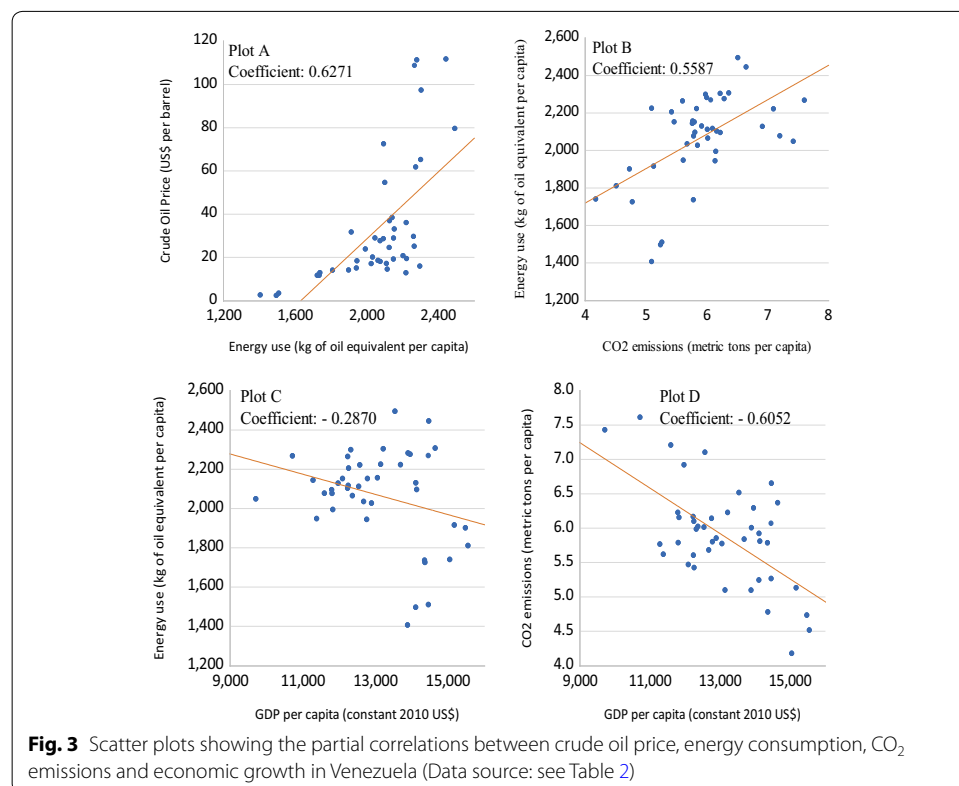 Plot A
Coefficient: 0.6271
Crude Oil Price (US$ per barrel)
120
100
80
60
40
20
0
1,200
1,600
2,000
2,400
Energy use (kg of oil equivalent per capita)
Plot B
Coefficient: 0.5587
Energy use (kg of oil equivalent per capita)
2,600
2,400
2,200
2,000
1,800
1,600
1,400
1,200
4
5
6
7
8
CO2 emissions (metric tons per capita)
Plot C
Coefficient: - 0.2870
Energy use (kg of oil equivalent per capita)
2,600
2,400
2,200
2,000
1,800
1,600
1,400
1,200
9,000
11,000
13,000
15,000
GDP per capita (constant 2010 US$)
Plot D
Coefficient: - 0.6052
CO2 emissions (metric tons per capita)
8.0
7.5
7.0
6.5
6.0
5.5
5.0
4.5
4.0
9,000
11,000
13,000
15,000
GDP per capita (constant 2010 US$)
Fig. 3 Scatter plots showing the partial correlations between crude oil price, energy consumption, CO₂
emissions and economic growth in Venezuela (Data source: see Table 2)